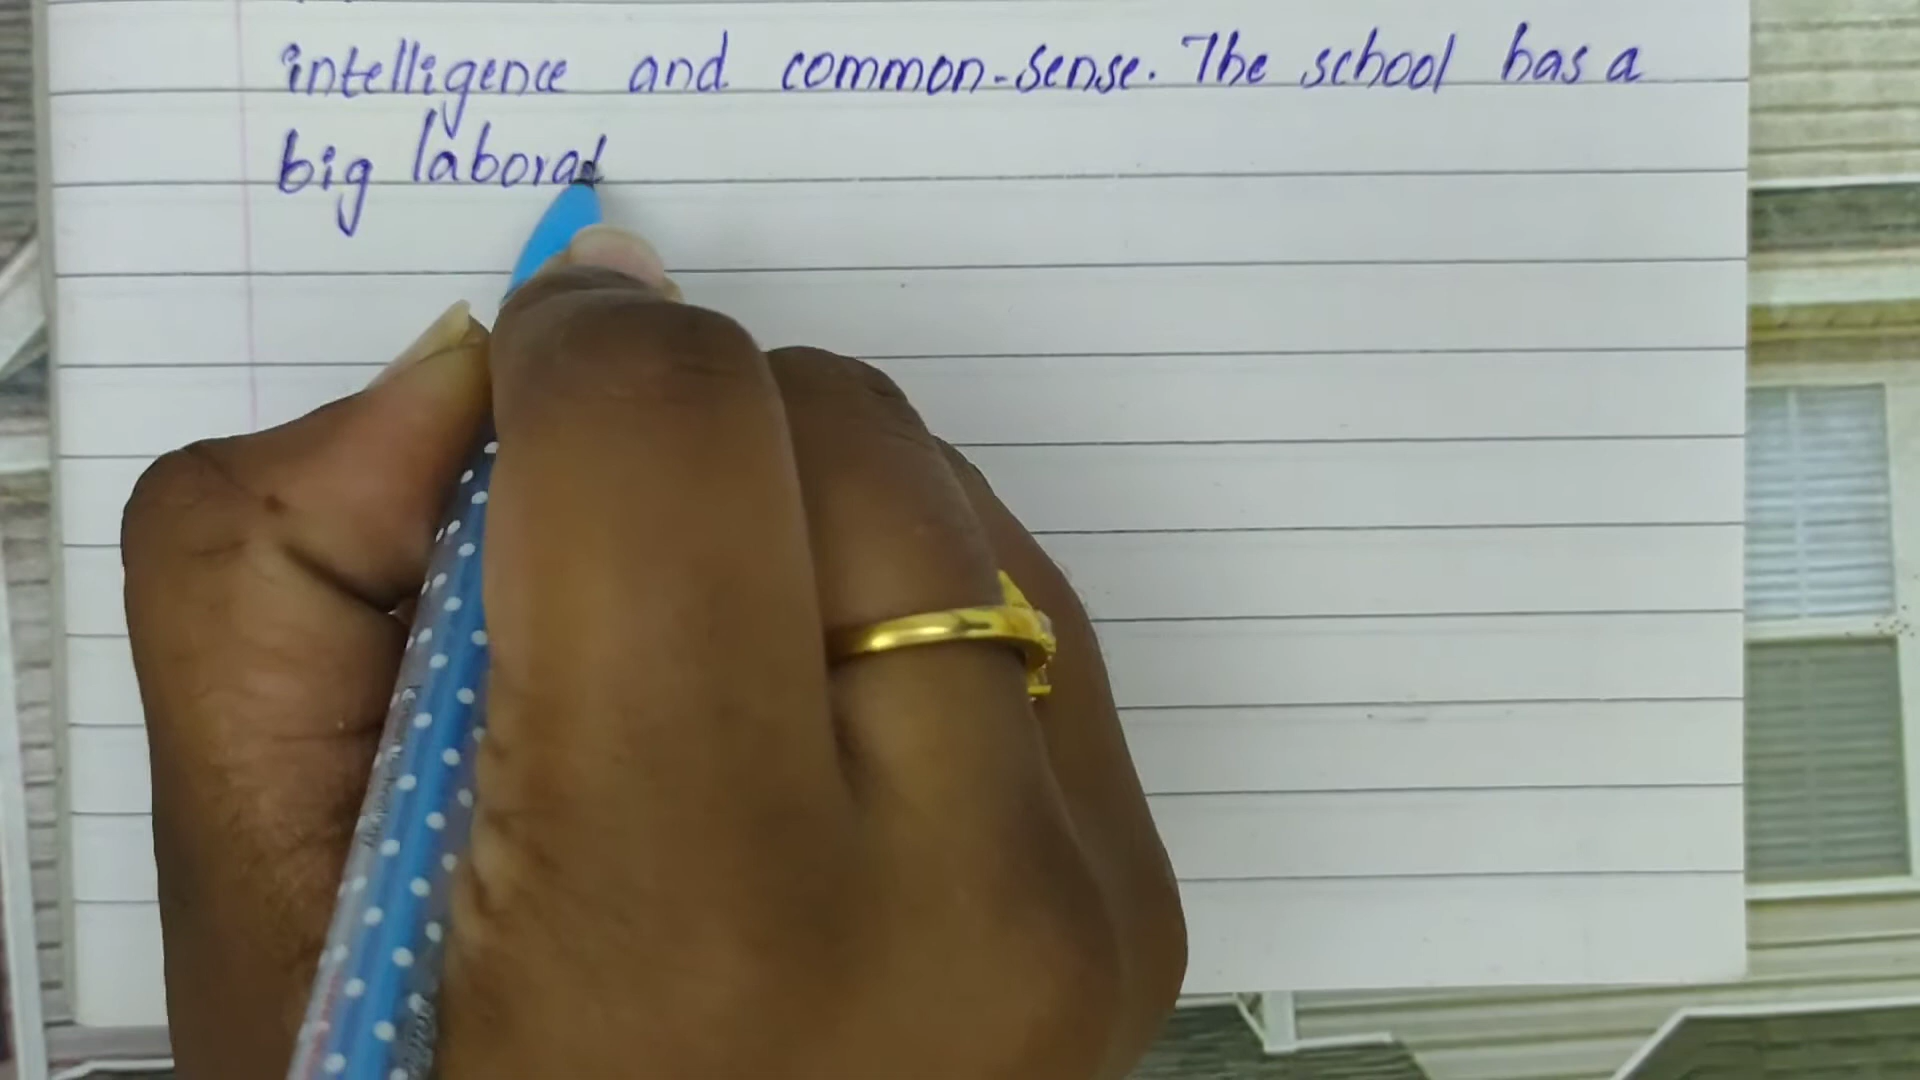 intelligence and common-sense. The school has a
big laborat